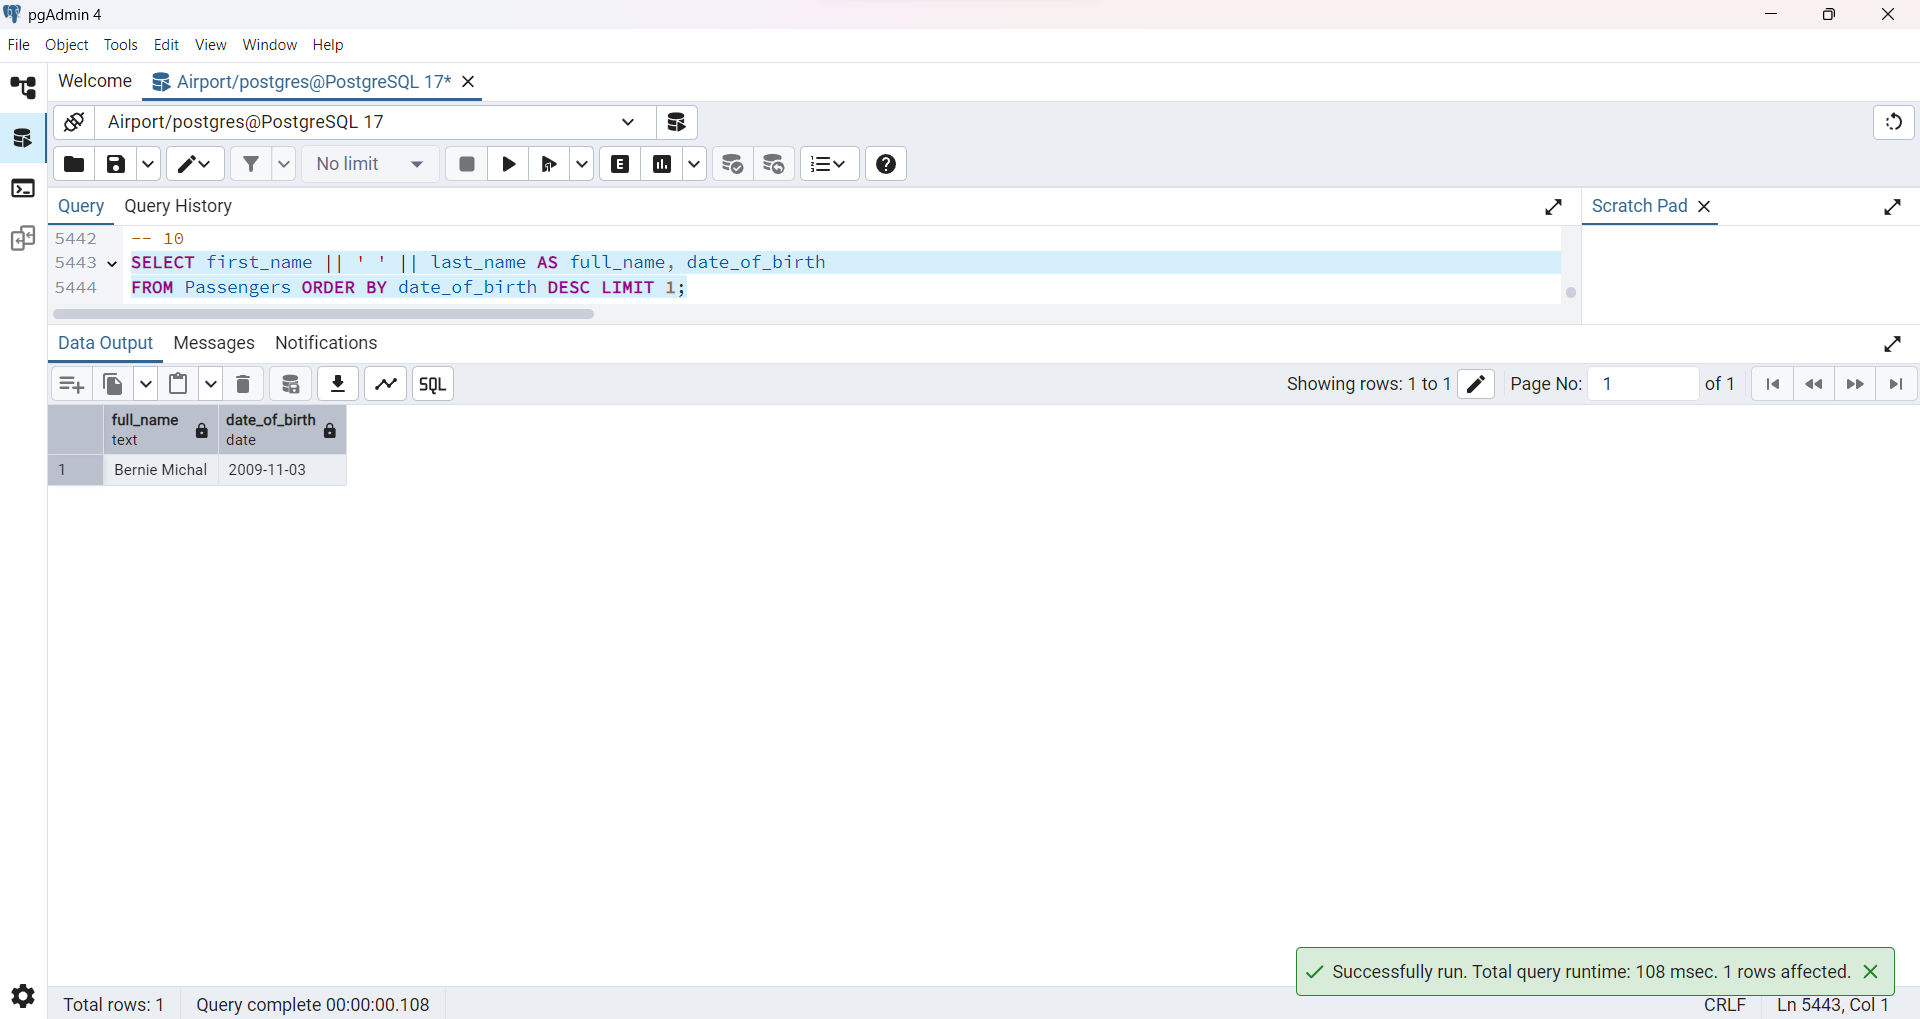 pgAdmin 4
File Object Tools Edit View Window Help
Welcome Airport/postgres@PostgreSQL 17*
Airport/postgres@PostgreSQL 17
No limit E
Query Query History Scratch Pad
5442 -- 10
5443 SELECT first_name || ' ' || last_name AS full_name, date_of_birth
5444 FROM Passengers ORDER BY date_of_birth DESC LIMIT 1;
Data Output Messages Notifications
SQL Showing rows: 1 to 1 Page No: 1 of 1
full_name date_of_birth
text date
1 Bernie Michal 2009-11-03
Successfully run. Total query runtime: 108 msec. 1 rows affected.
Total rows: 1 Query complete 00:00:00.108 CRLF Ln 5443, Col 1